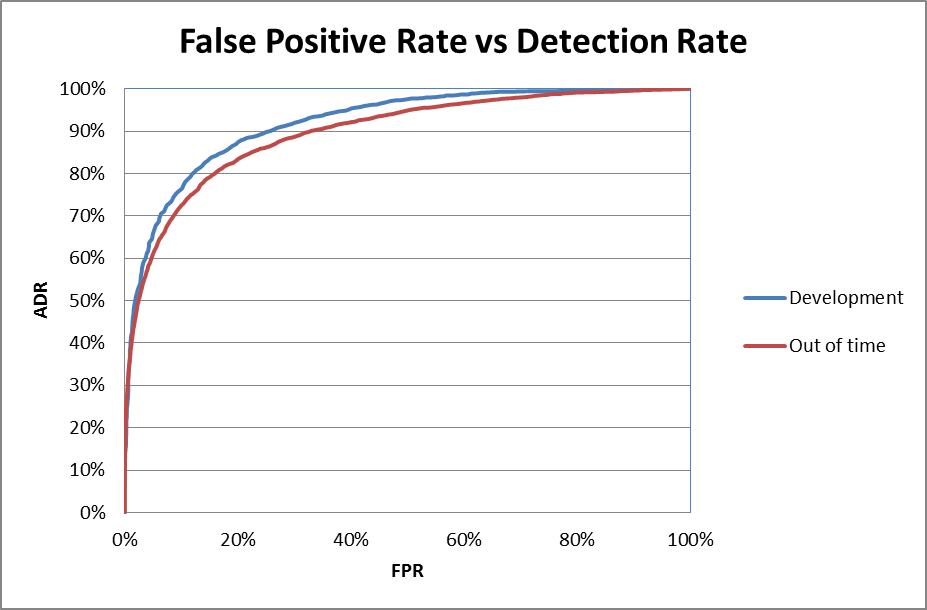 False Positive Rate vs Detection Rate
100%
90%
80%
70%
60%
50%
40%
30%
20%
10%
0%
ADR
0% 20% 40% 60% 80% 100%
FPR
Development
Out of time